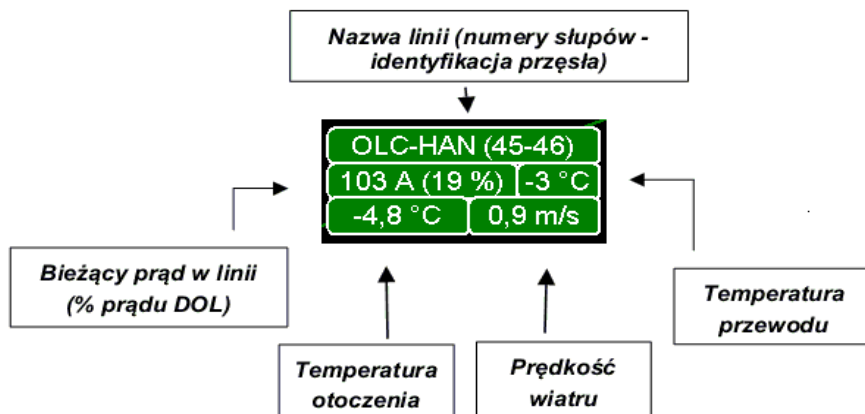 Nazwa linii (numery słupów -
identyfikacja przęsła)
OLC-HAN (45-46)
103 A (19 %) -3 °C
-4,8 °C 0,9 m/s
Bieżący prąd w linii
(% prądu DOL)
Temperatura
przewodu
Temperatura
otoczenia
Prędkość
wiatru